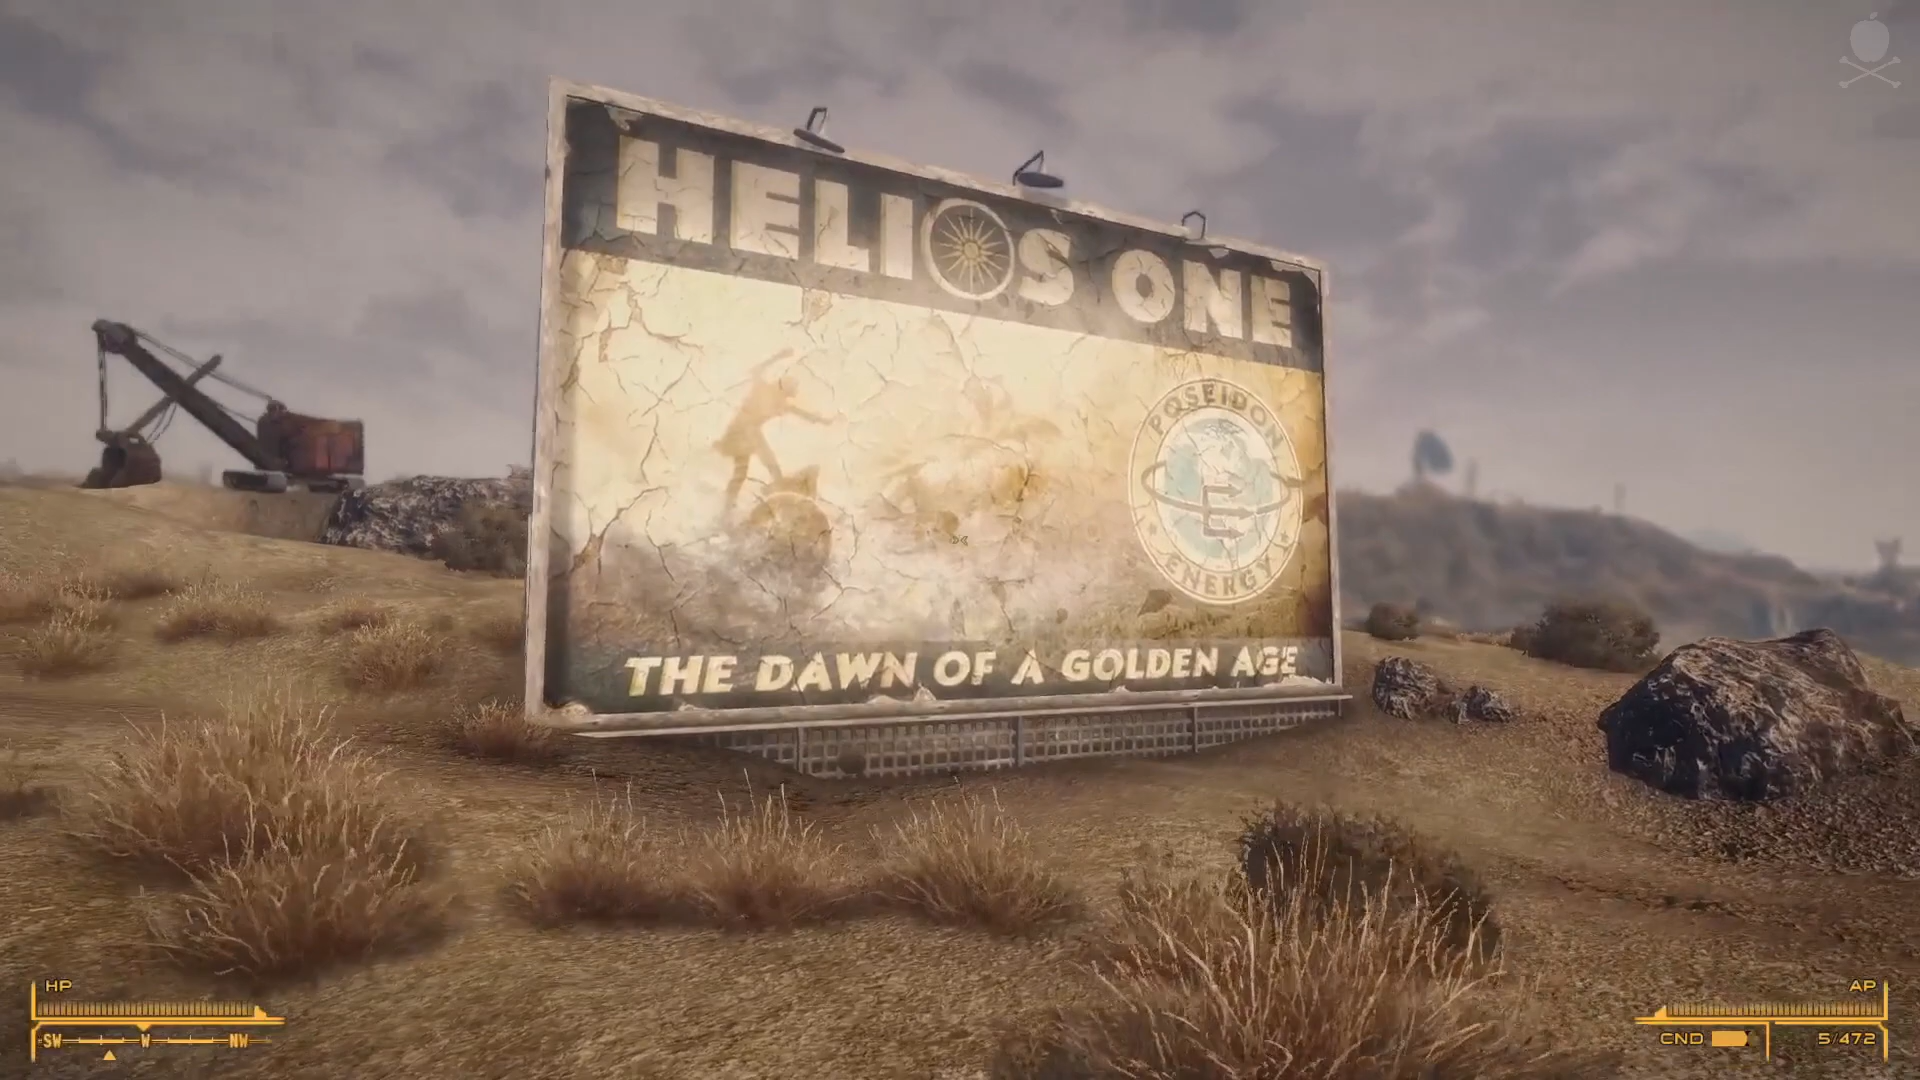 HELIOS ONE
POSEIDON
ENERGY
THE DAWN OF A GOLDEN AGE
HP
SW W NW
AP
CND 5/472